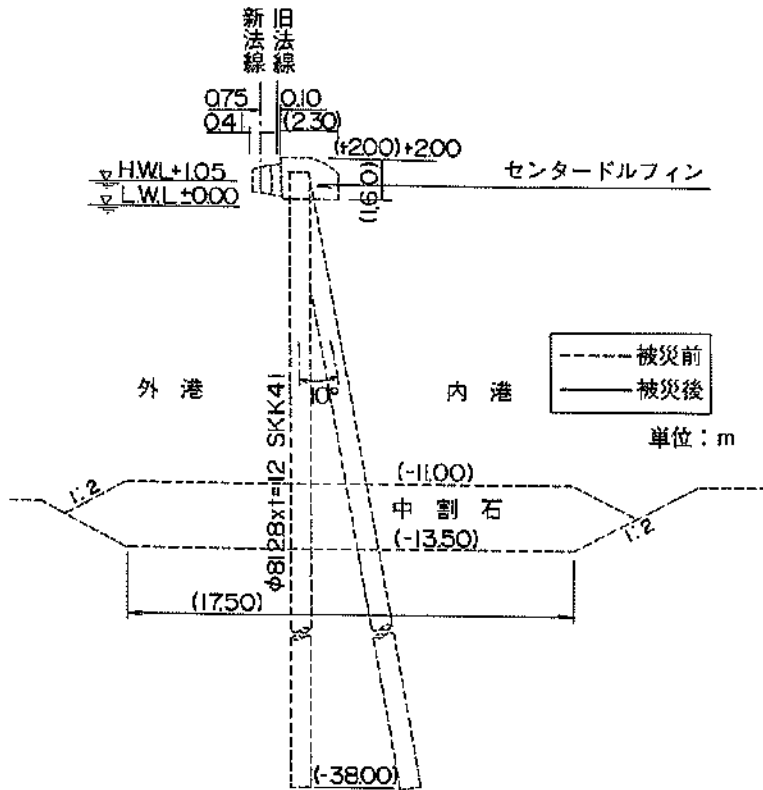 新法線
旧法線
0.75
0.10
0.41
(2.30)
(+2.00)+2.00
H.W.L+1.05
センタードルフィン
L.W.L±0.00
(1.60)
被災前
外港
10°
内港
被災後
単位：m
φ812.8×t=12 SKK41
1:2
(-11.00)
中割石
(-13.50)
1:2
(17.50)
(-38.00)